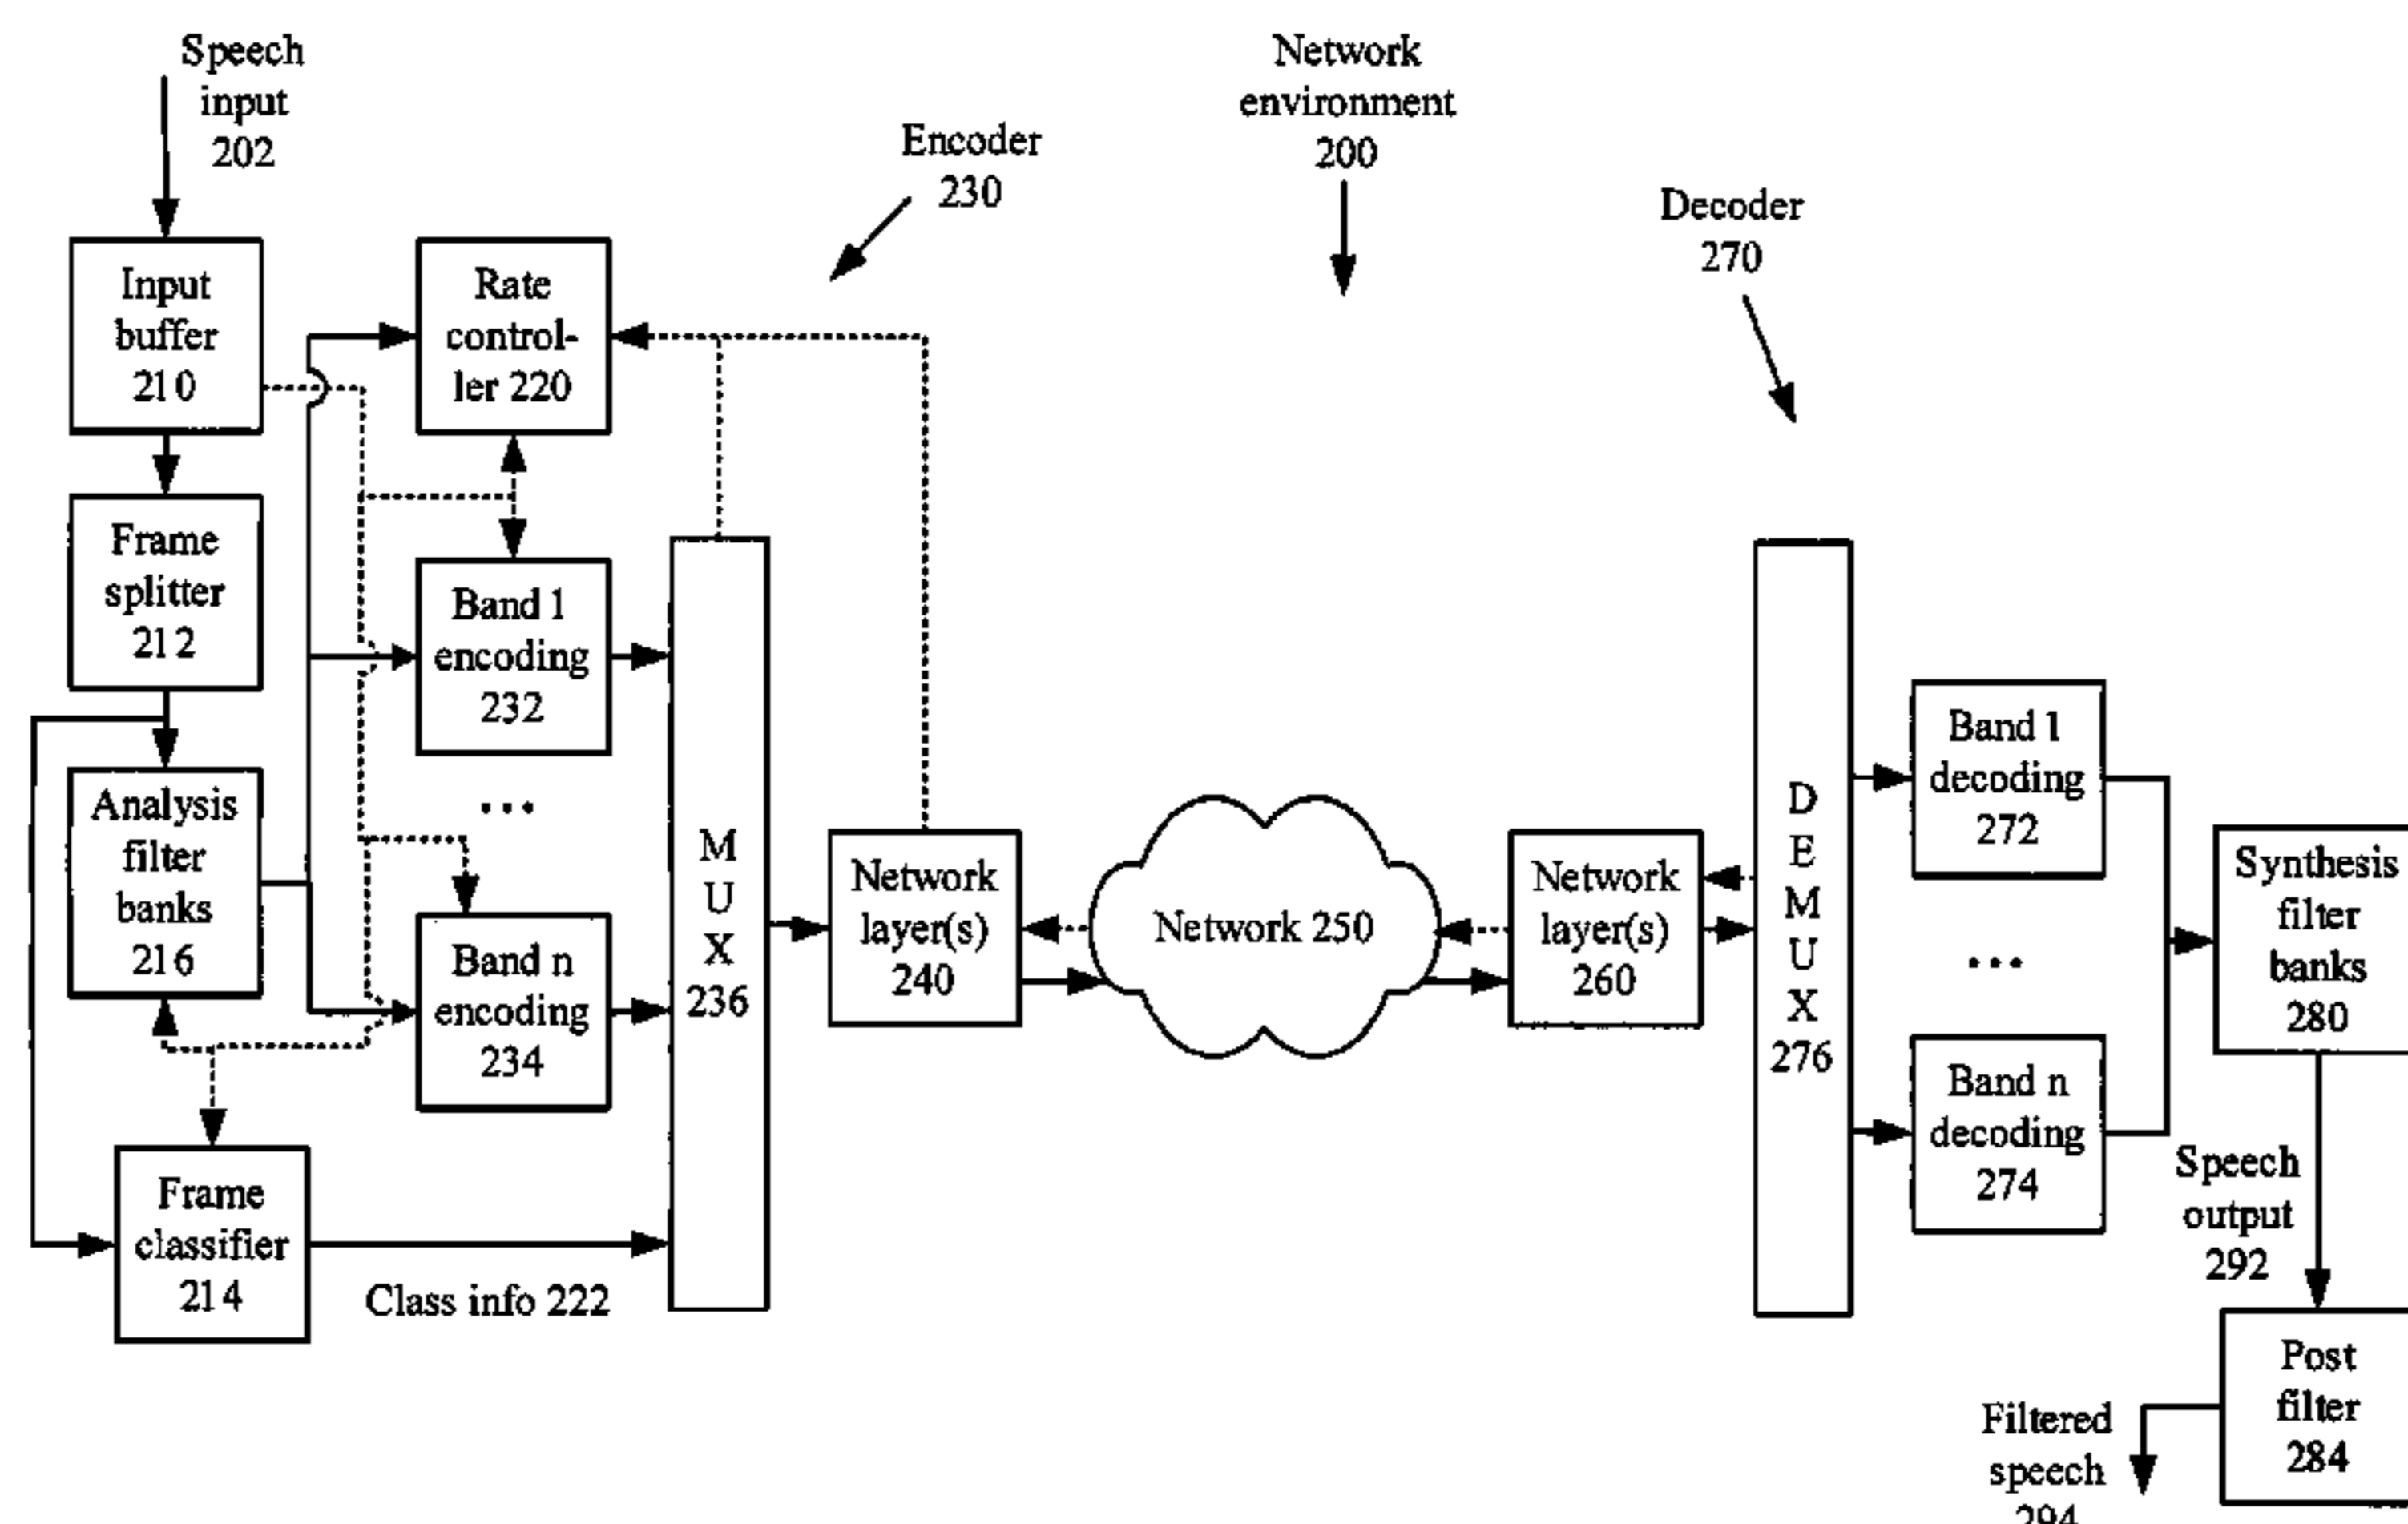 Speech
input
202
Network
environment
200
Encoder
230
Decoder
270
Input
buffer
210
Rate
control-
ler 220
Frame
splitter
212
Band 1
encoding
232
...
Analysis
filter
banks
216
Band n
encoding
234
Frame
classifier
214
Class info 222
M
U
X
236
Network
layer(s)
240
Network 250
Network
layer(s)
260
D
E
M
U
X
276
Band 1
decoding
272
...
Band n
decoding
274
Synthesis
filter
banks
280
Speech
output
292
Post
filter
284
Filtered
speech
294